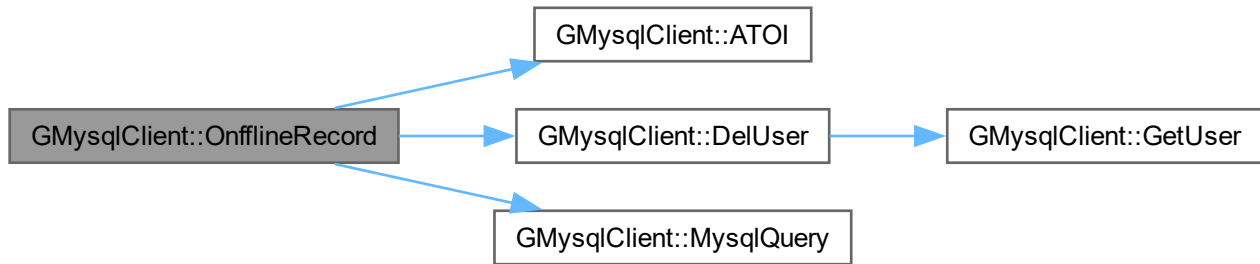 GMysqlClient::ATOI
GMysqlClient::OnfflineRecord
GMysqlClient::DelUser
GMysqlClient::GetUser
GMysqlClient::MysqlQuery